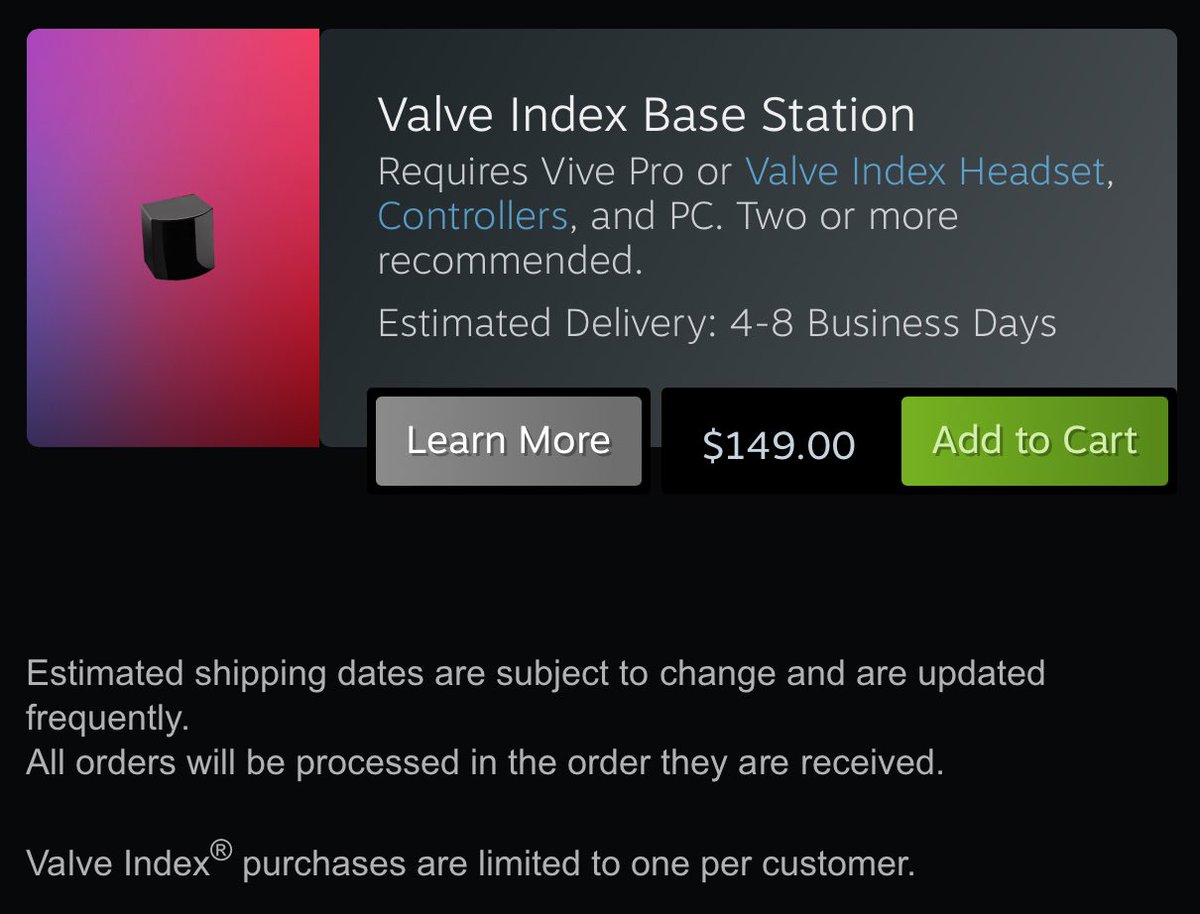 Valve Index Base Station
Requires Vive Pro or Valve Index Headset,
Controllers, and PC. Two or more
recommended.
Estimated Delivery: 4-8 Business Days
Learn More
$149.00
Add to Cart
Estimated shipping dates are subject to change and are updated
frequently.
All orders will be processed in the order they are received.
Valve Index® purchases are limited to one per customer.